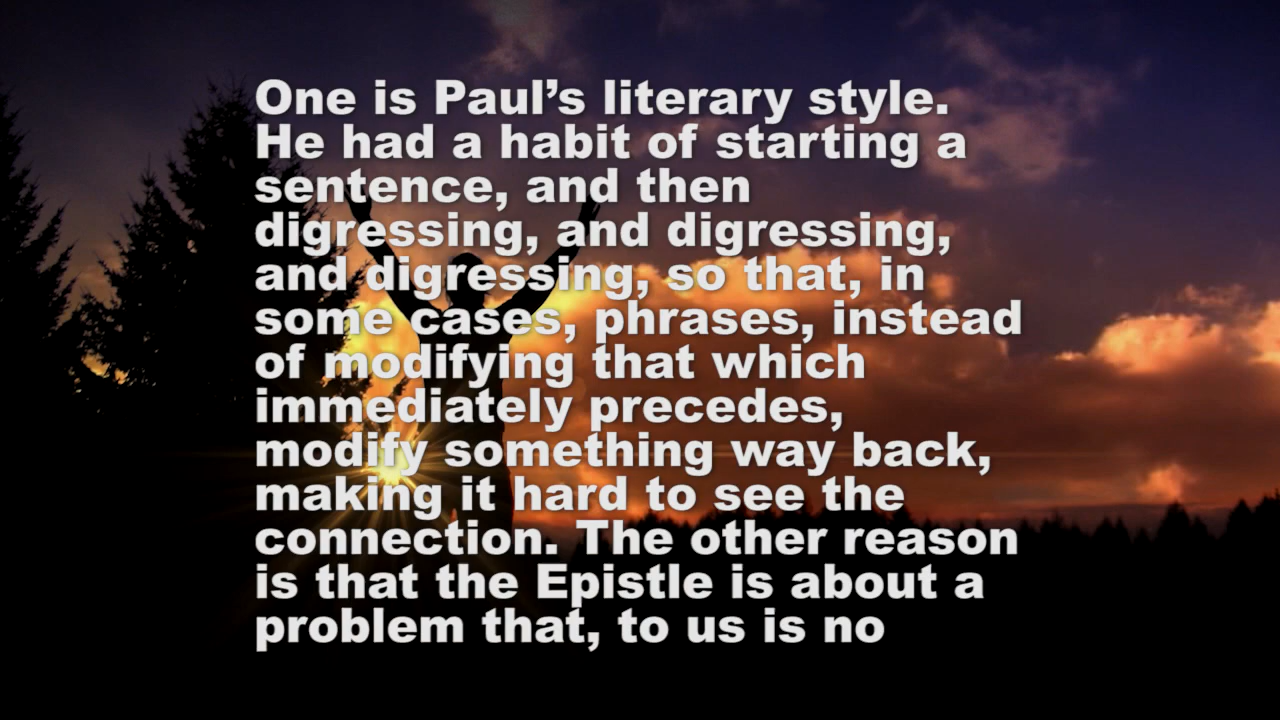 One is Paul’s literary style.
He had a habit of starting a
sentence, and then
digressing, and digressing,
and digressing, so that, in
some cases, phrases, instead
of modifying that which
immediately precedes,
modify something way back,
making it hard to see the
connection. The other reason
is that the Epistle is about a
problem that, to us is no